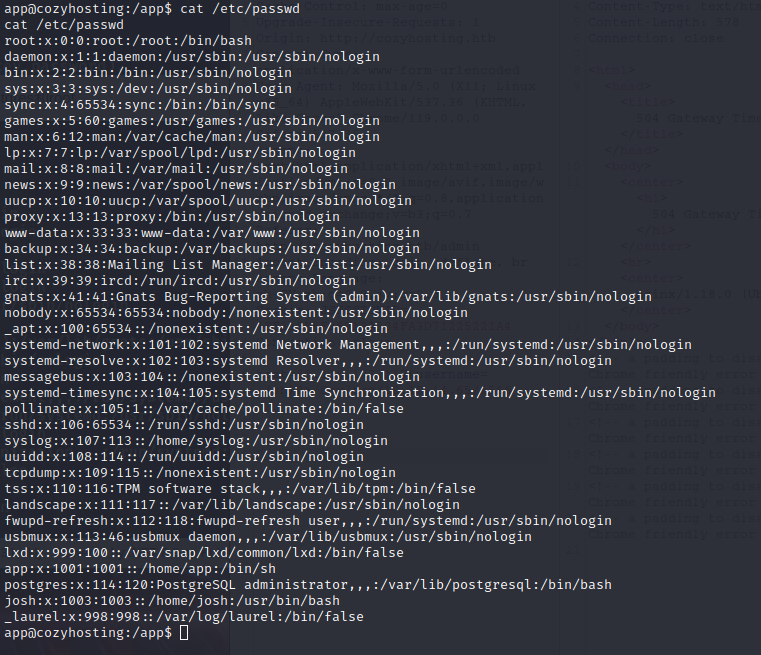 app@cozyhosting:/app$ cat /etc/passwd
cat /etc/passwd
root:x:0:0:root:/root:/bin/bash
daemon:x:1:1:daemon:/usr/sbin:/usr/sbin/nologin
bin:x:2:2:bin:/bin:/usr/sbin/nologin
sys:x:3:3:sys:/dev:/usr/sbin/nologin
sync:x:4:65534:sync:/bin:/bin/sync
games:x:5:60:games:/usr/games:/usr/sbin/nologin
man:x:6:12:man:/var/cache/man:/usr/sbin/nologin
lp:x:7:7:lp:/var/spool/lpd:/usr/sbin/nologin
mail:x:8:8:mail:/var/mail:/usr/sbin/nologin
news:x:9:9:news:/var/spool/news:/usr/sbin/nologin
uucp:x:10:10:uucp:/var/spool/uucp:/usr/sbin/nologin
proxy:x:13:13:proxy:/bin:/usr/sbin/nologin
www-data:x:33:33:www-data:/var/www:/usr/sbin/nologin
backup:x:34:34:backup:/var/backups:/usr/sbin/nologin
list:x:38:38:Mailing List Manager:/var/list:/usr/sbin/nologin
irc:x:39:39:ircd:/run/ircd:/usr/sbin/nologin
gnats:x:41:41:Gnats Bug-Reporting System (admin):/var/lib/gnats:/usr/sbin/nologin
nobody:x:65534:65534:nobody:/nonexistent:/usr/sbin/nologin
_apt:x:100:65534::/nonexistent:/usr/sbin/nologin
systemd-network:x:101:102:systemd Network Management,,,:/run/systemd:/usr/sbin/nologin
systemd-resolve:x:102:103:systemd Resolver,,,:/run/systemd:/usr/sbin/nologin
messagebus:x:103:104::/nonexistent:/usr/sbin/nologin
systemd-timesync:x:104:105:systemd Time Synchronization,,,:/run/systemd:/usr/sbin/nologin
pollinate:x:105:1::/var/cache/pollinate:/bin/false
sshd:x:106:65534::/run/sshd:/usr/sbin/nologin
syslog:x:107:113::/home/syslog:/usr/sbin/nologin
uuidd:x:108:114::/run/uuidd:/usr/sbin/nologin
tcpdump:x:109:115::/nonexistent:/usr/sbin/nologin
tss:x:110:116:TPM software stack,,,:/var/lib/tpm:/bin/false
landscape:x:111:117::/var/lib/landscape:/usr/sbin/nologin
fwupd-refresh:x:112:118:fwupd-refresh user,,,:/run/systemd:/usr/sbin/nologin
usbmux:x:113:46:usbmux daemon,,,:/var/lib/usbmux:/usr/sbin/nologin
lxd:x:999:100::/var/snap/lxd/common/lxd:/bin/false
app:x:1001:1001::/home/app:/bin/sh
postgres:x:114:120:PostgreSQL administrator,,,:/var/lib/postgresql:/bin/bash
josh:x:1003:1003::/home/josh:/usr/bin/bash
_laurel:x:998:998::/var/log/laurel:/bin/false
app@cozyhosting:/app$